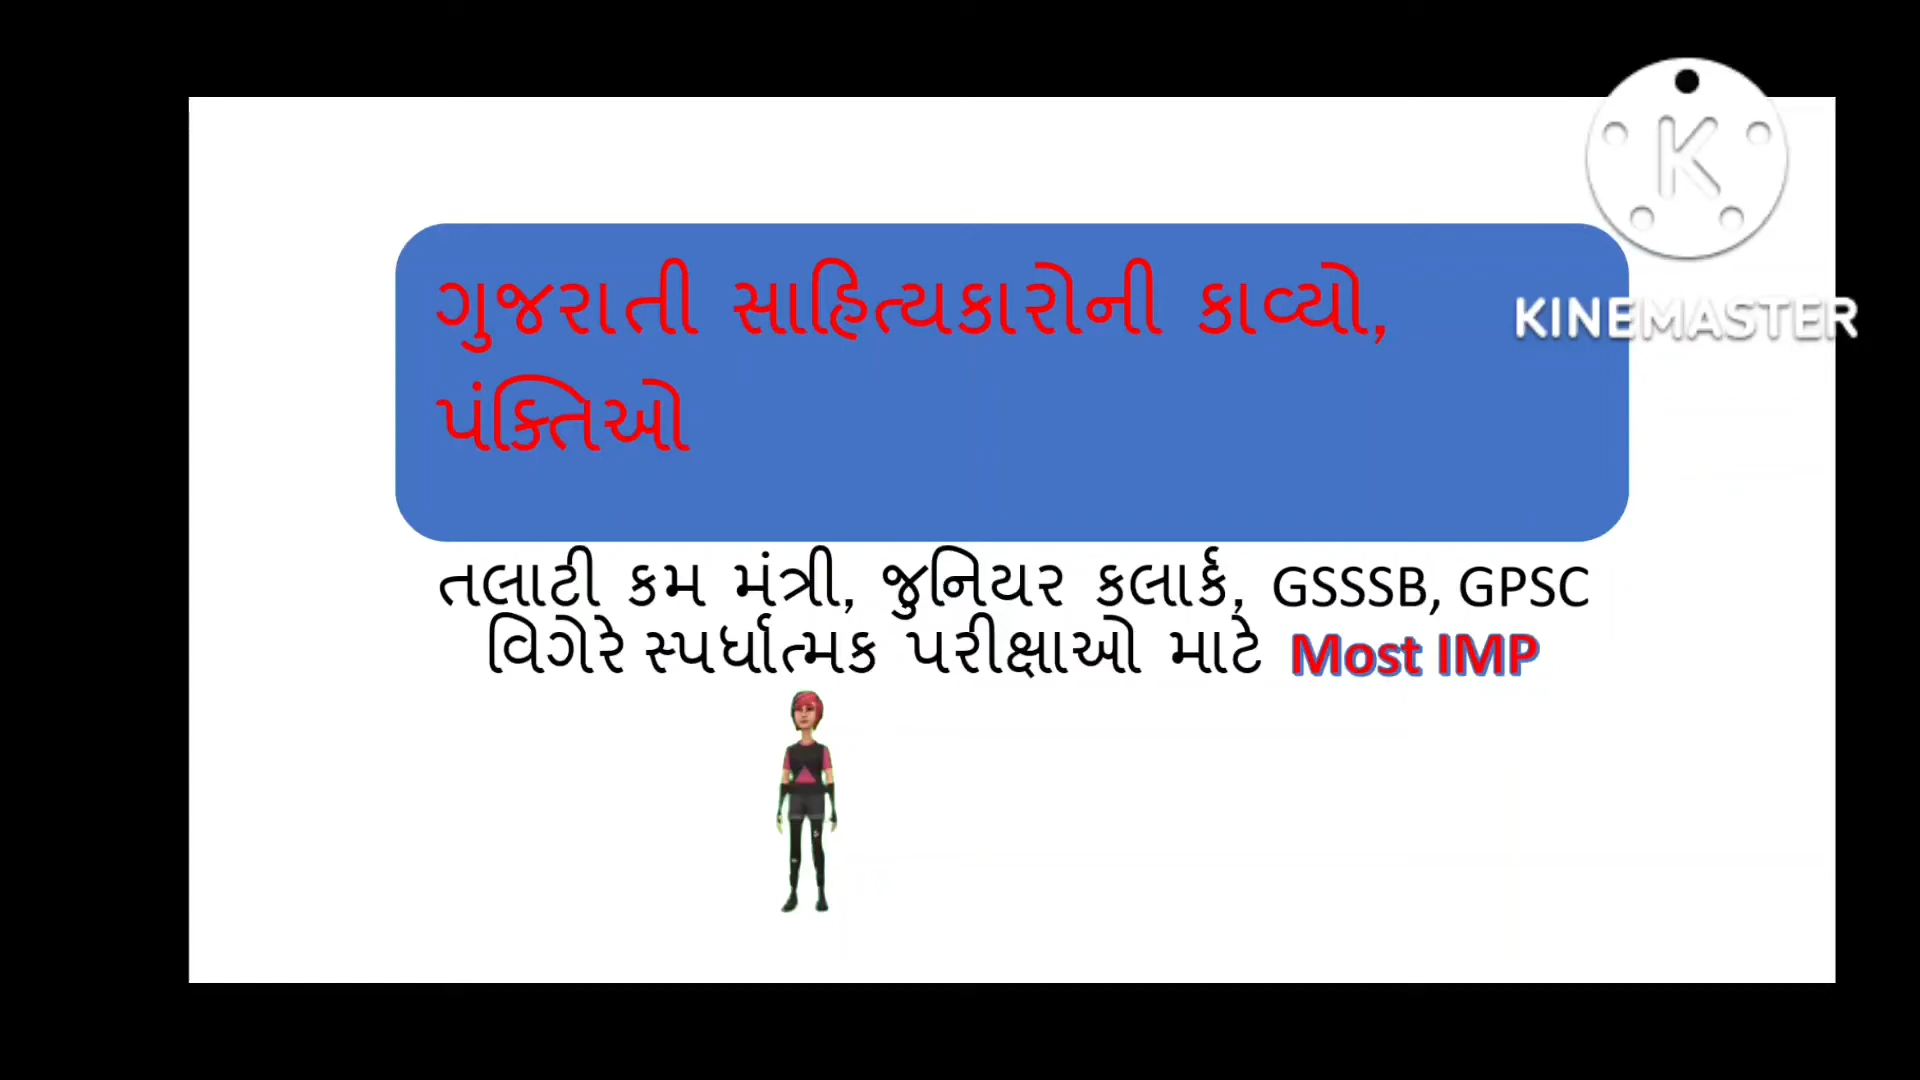 K
KINEMASTER
ગુજરાતી સાહિત્યકારોની કાવ્યો,
પંક્તિઓ
તલાટી કમ મંત્રી, જુનિયર કલાર્ક, GSSSB, GPSC
વિગેરે સ્પર્ધાત્મક પરીક્ષાઓ માટે Most IMP